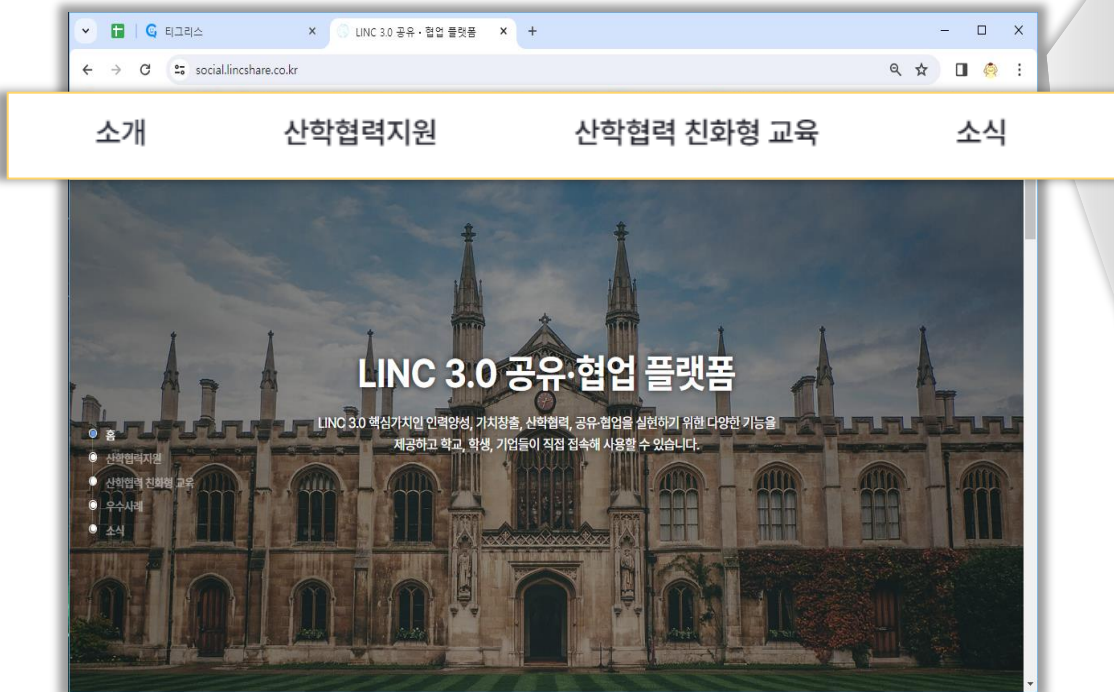 티그리스
LINC 3.0 공유 · 협업 플랫폼
social.lincshare.co.kr
소개 산학협력지원 산학협력 친화형 교육 소식
LINC 3.0 공유·협업 플랫폼
LINC 3.0 핵심가치인 인력양성, 가치창출, 산학협력, 공유·협업을 실현하기 위한 다양한 기능을
제공하고 학교, 학생, 기업들이 직접 접속해 사용할 수 있습니다.
홈
산학협력지원
산학협력 친화형 교육
우수사례
소식